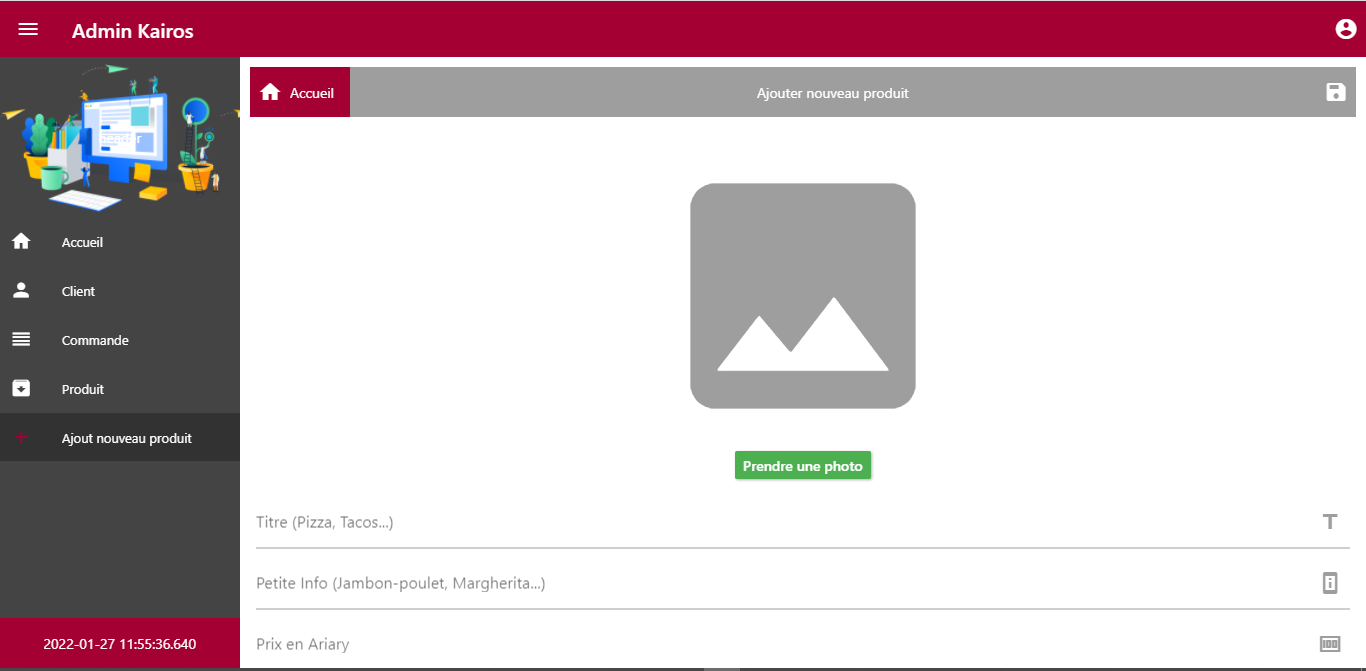 Admin Kairos
Accueil
Ajouter nouveau produit
Accueil
Client
Commande
Produit
Ajout nouveau produit
2022-01-27 11:55:36.640
Prendre une photo
Titre (Pizza, Tacos...)
Petite Info (Jambon-poulet, Margherita...)
Prix en Ariary